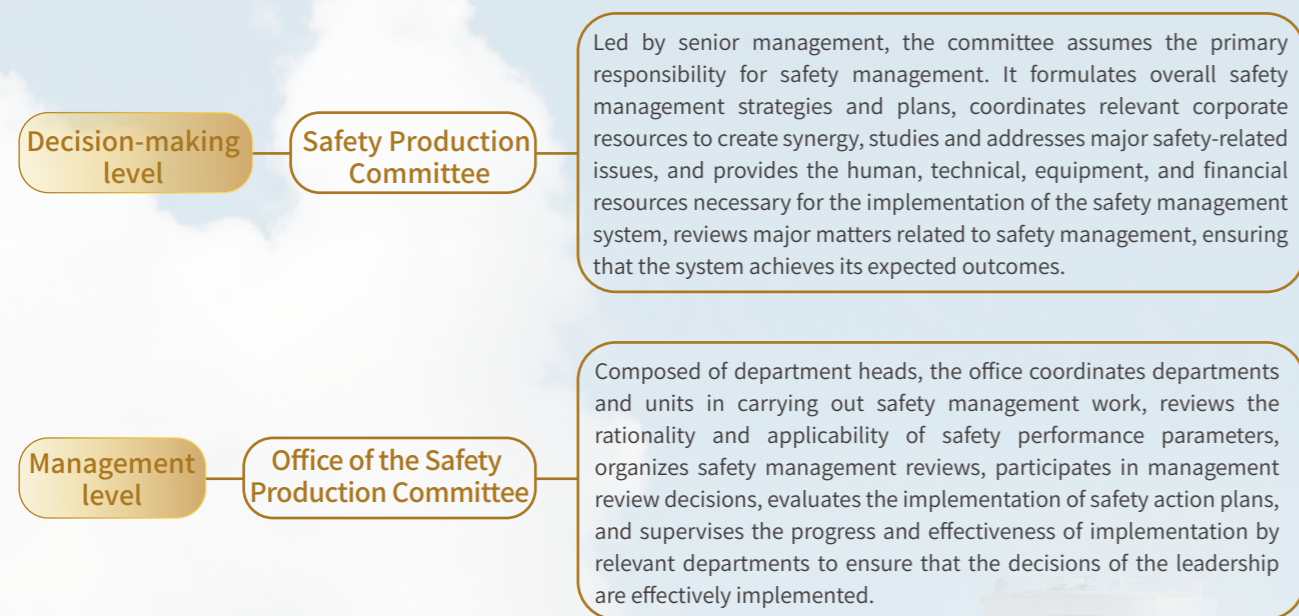 Decision-making
level
Safety Production
Committee
Led by senior management, the committee assumes the primary
responsibility for safety management. It formulates overall safety
management strategies and plans, coordinates relevant corporate
resources to create synergy, studies and addresses major safety-related
issues, and provides the human, technical, equipment, and financial
resources necessary for the implementation of the safety management
system, reviews major matters related to safety management, ensuring
that the system achieves its expected outcomes.
Management
level
Office of the Safety
Production Committee
Composed of department heads, the office coordinates departments
and units in carrying out safety management work, reviews the
rationality and applicability of safety performance parameters,
organizes safety management reviews, participates in management
review decisions, evaluates the implementation of safety action plans,
and supervises the progress and effectiveness of implementation by
relevant departments to ensure that the decisions of the leadership
are effectively implemented.